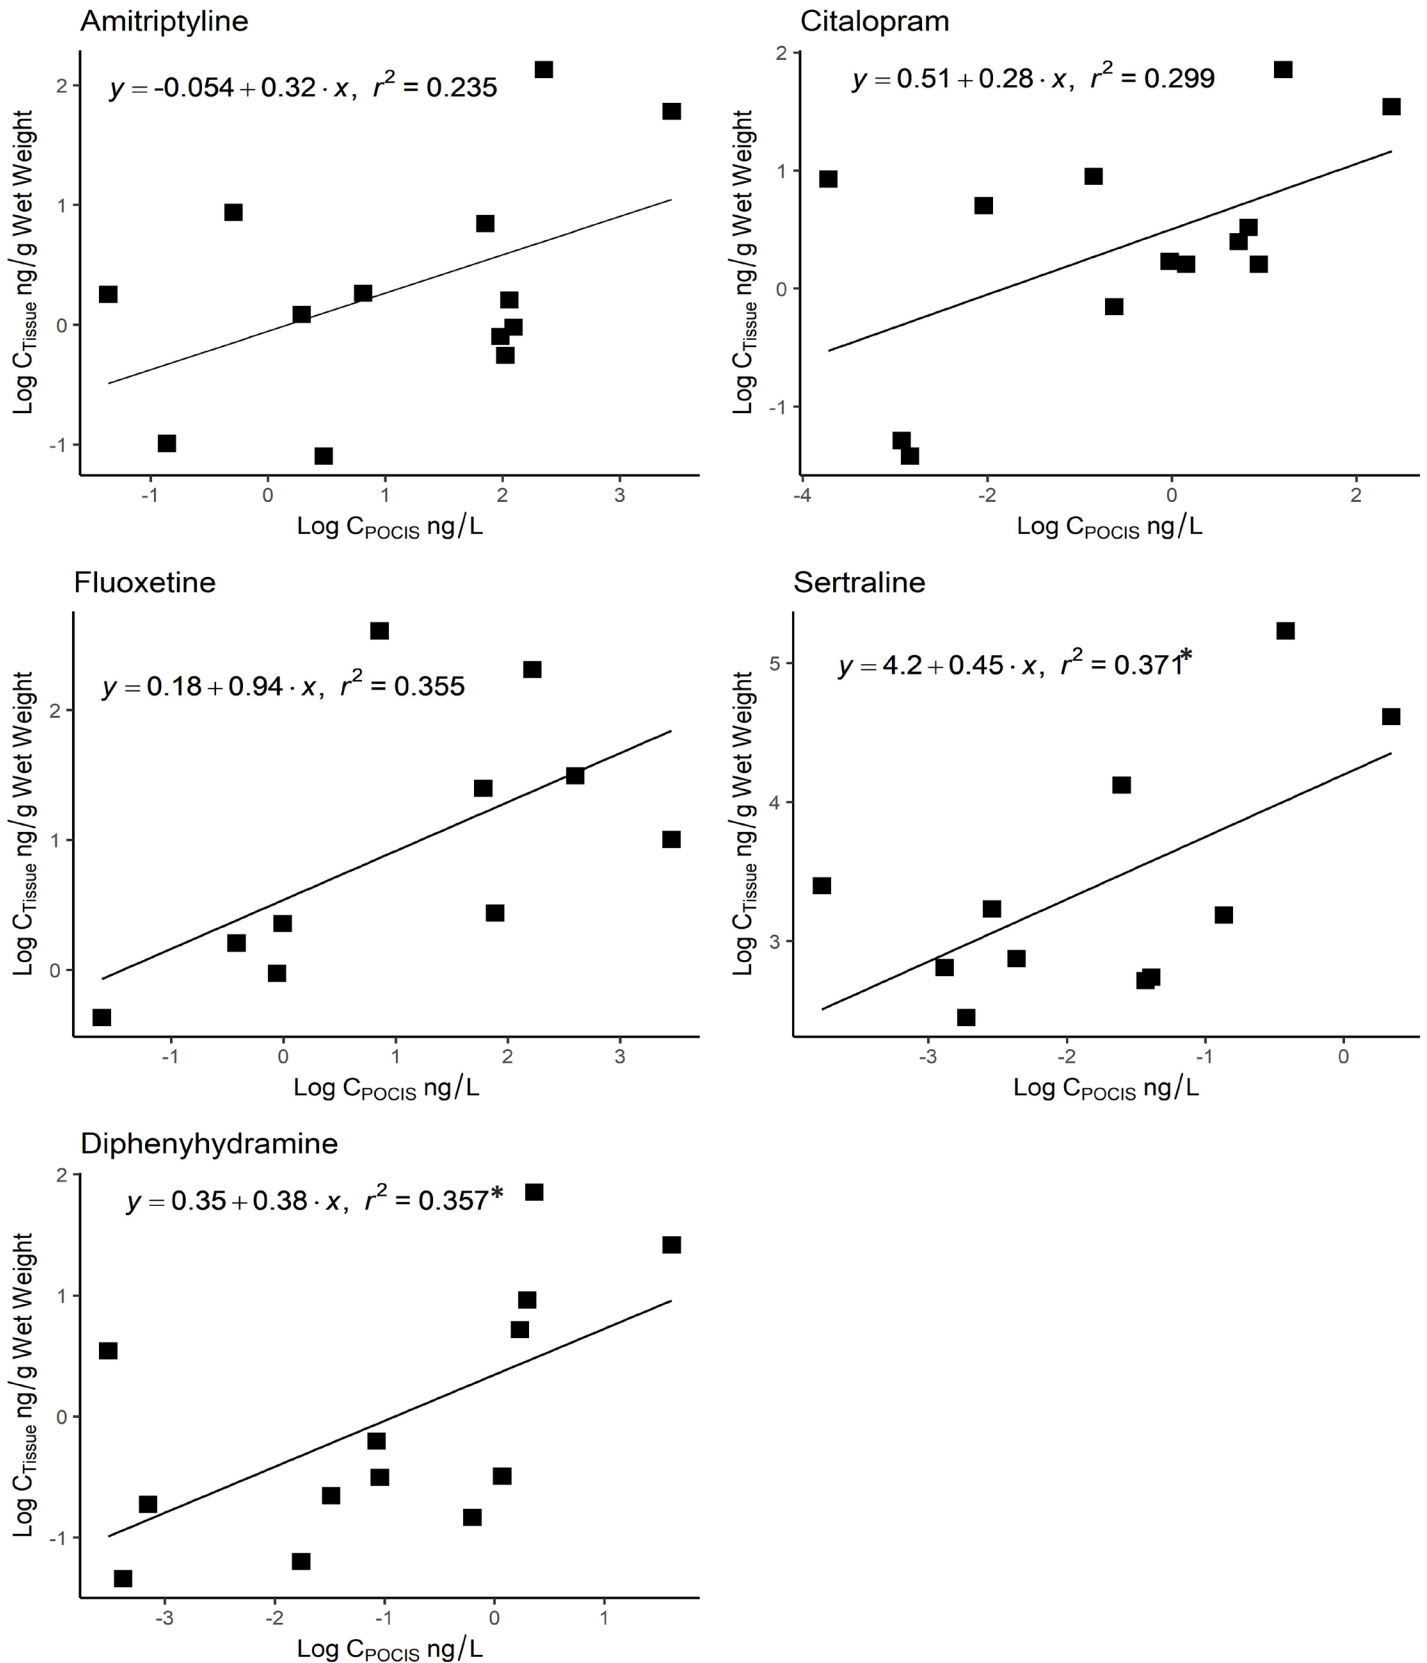 Amitriptyline
y = -0.054 + 0.32 · x, r² = 0.235
2
1
0
-1
Log CTissue ng/g Wet Weight
-1 0 1 2 3
Log CPOCIS ng/L
Citalopram
y = 0.51 + 0.28 · x, r² = 0.299
2
1
0
-1
Log CTissue ng/g Wet Weight
-4 -2 0 2
Log CPOCIS ng/L
Fluoxetine
y = 0.18 + 0.94 · x, r² = 0.355
2
1
0
Log CTissue ng/g Wet Weight
-1 0 1 2 3
Log CPOCIS ng/L
Sertraline
y = 4.2 + 0.45 · x, r² = 0.371*
5
4
3
Log CTissue ng/g Wet Weight
-3 -2 -1 0
Log CPOCIS ng/L
Diphenyhydramine
y = 0.35 + 0.38 · x, r² = 0.357*
2
1
0
-1
Log CTissue ng/g Wet Weight
-3 -2 -1 0 1
Log CPOCIS ng/L